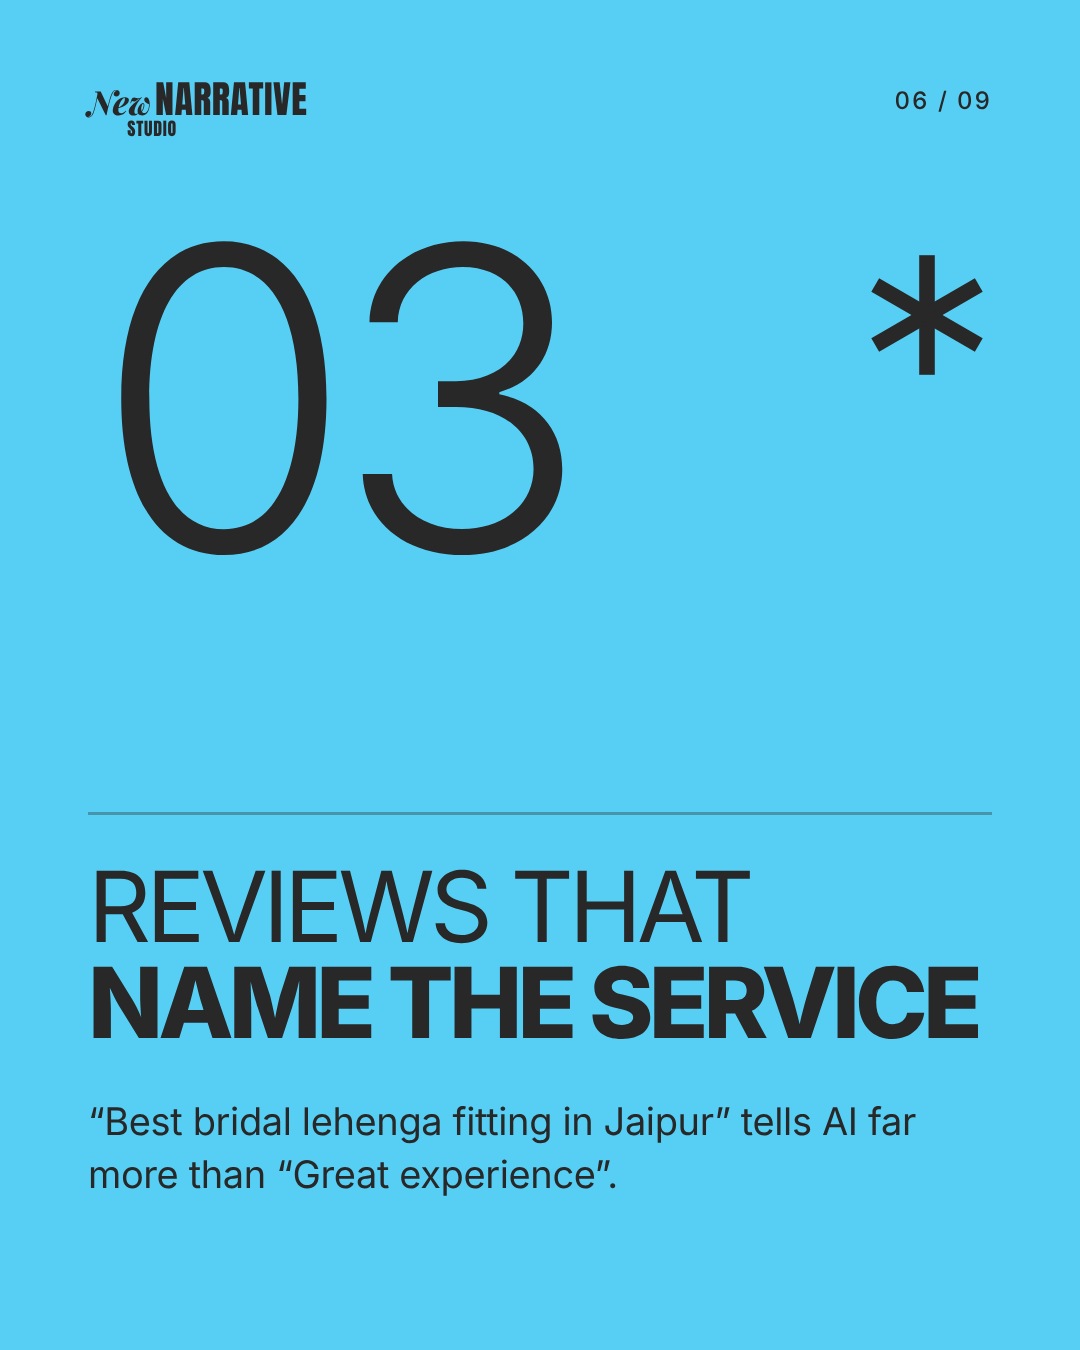 New NARRATIVE
STUDIO
06 / 09
03 *
REVIEWS THAT
NAME THE SERVICE
“Best bridal lehenga fitting in Jaipur” tells AI far
more than “Great experience”.